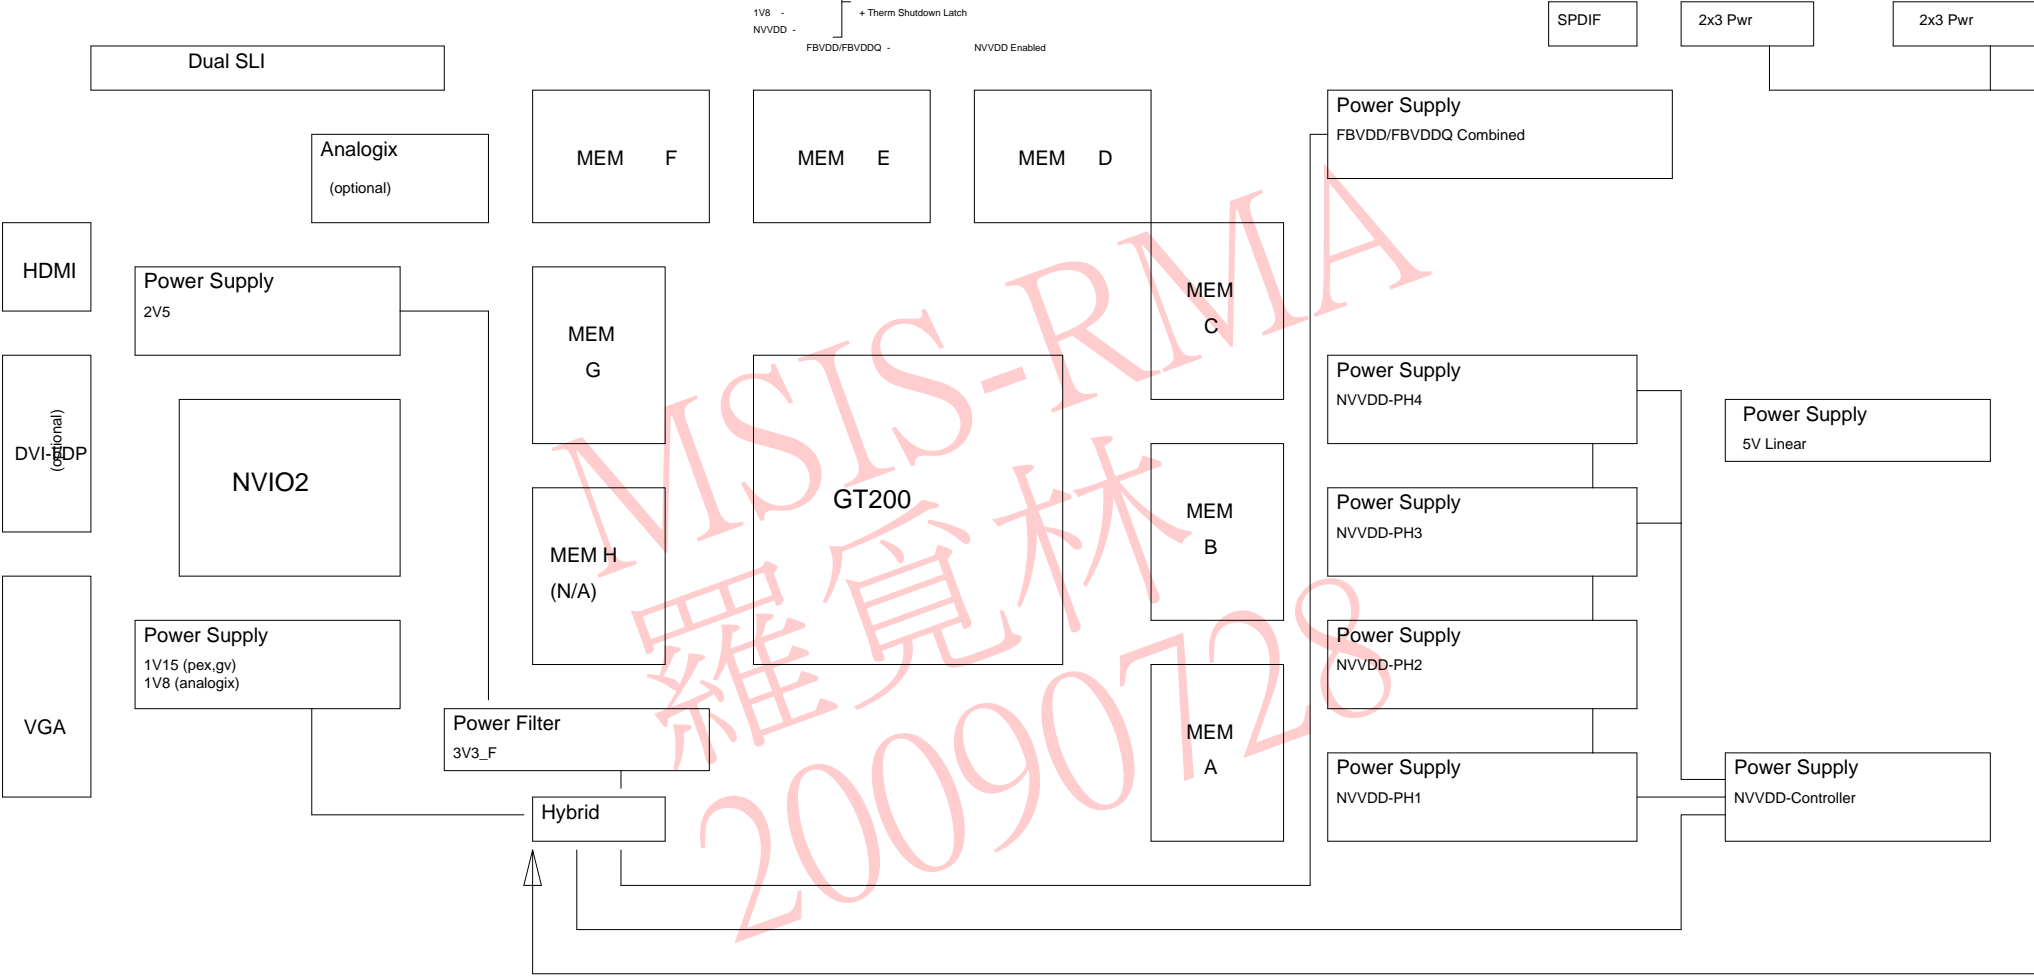 1V8 -
+ Therm Shutdown Latch
NVVDD -
FBVDD/FBVDDQ -
NVVDD Enabled
SPDIF
2x3 Pwr
2x3 Pwr
Dual SLI
Analogix
(optional)
MEM F
MEM E
MEM D
Power Supply
FBVDD/FBVDDQ Combined
HDMI
Power Supply
2V5
MEM
G
MEM
C
Power Supply
NVVDD-PH4
Power Supply
5V Linear
DVI-I
DP
(optional)
NVIO2
GT200
MEM
B
Power Supply
NVVDD-PH3
MEM H
(N/A)
Power Supply
1V15 (pex,gv)
1V8 (analogix)
Power Supply
NVVDD-PH2
VGA
Power Filter
3V3_F
MEM
A
Power Supply
NVVDD-PH1
Power Supply
NVVDD-Controller
Hybrid
MSIS-RMA
羅覓林
20090728